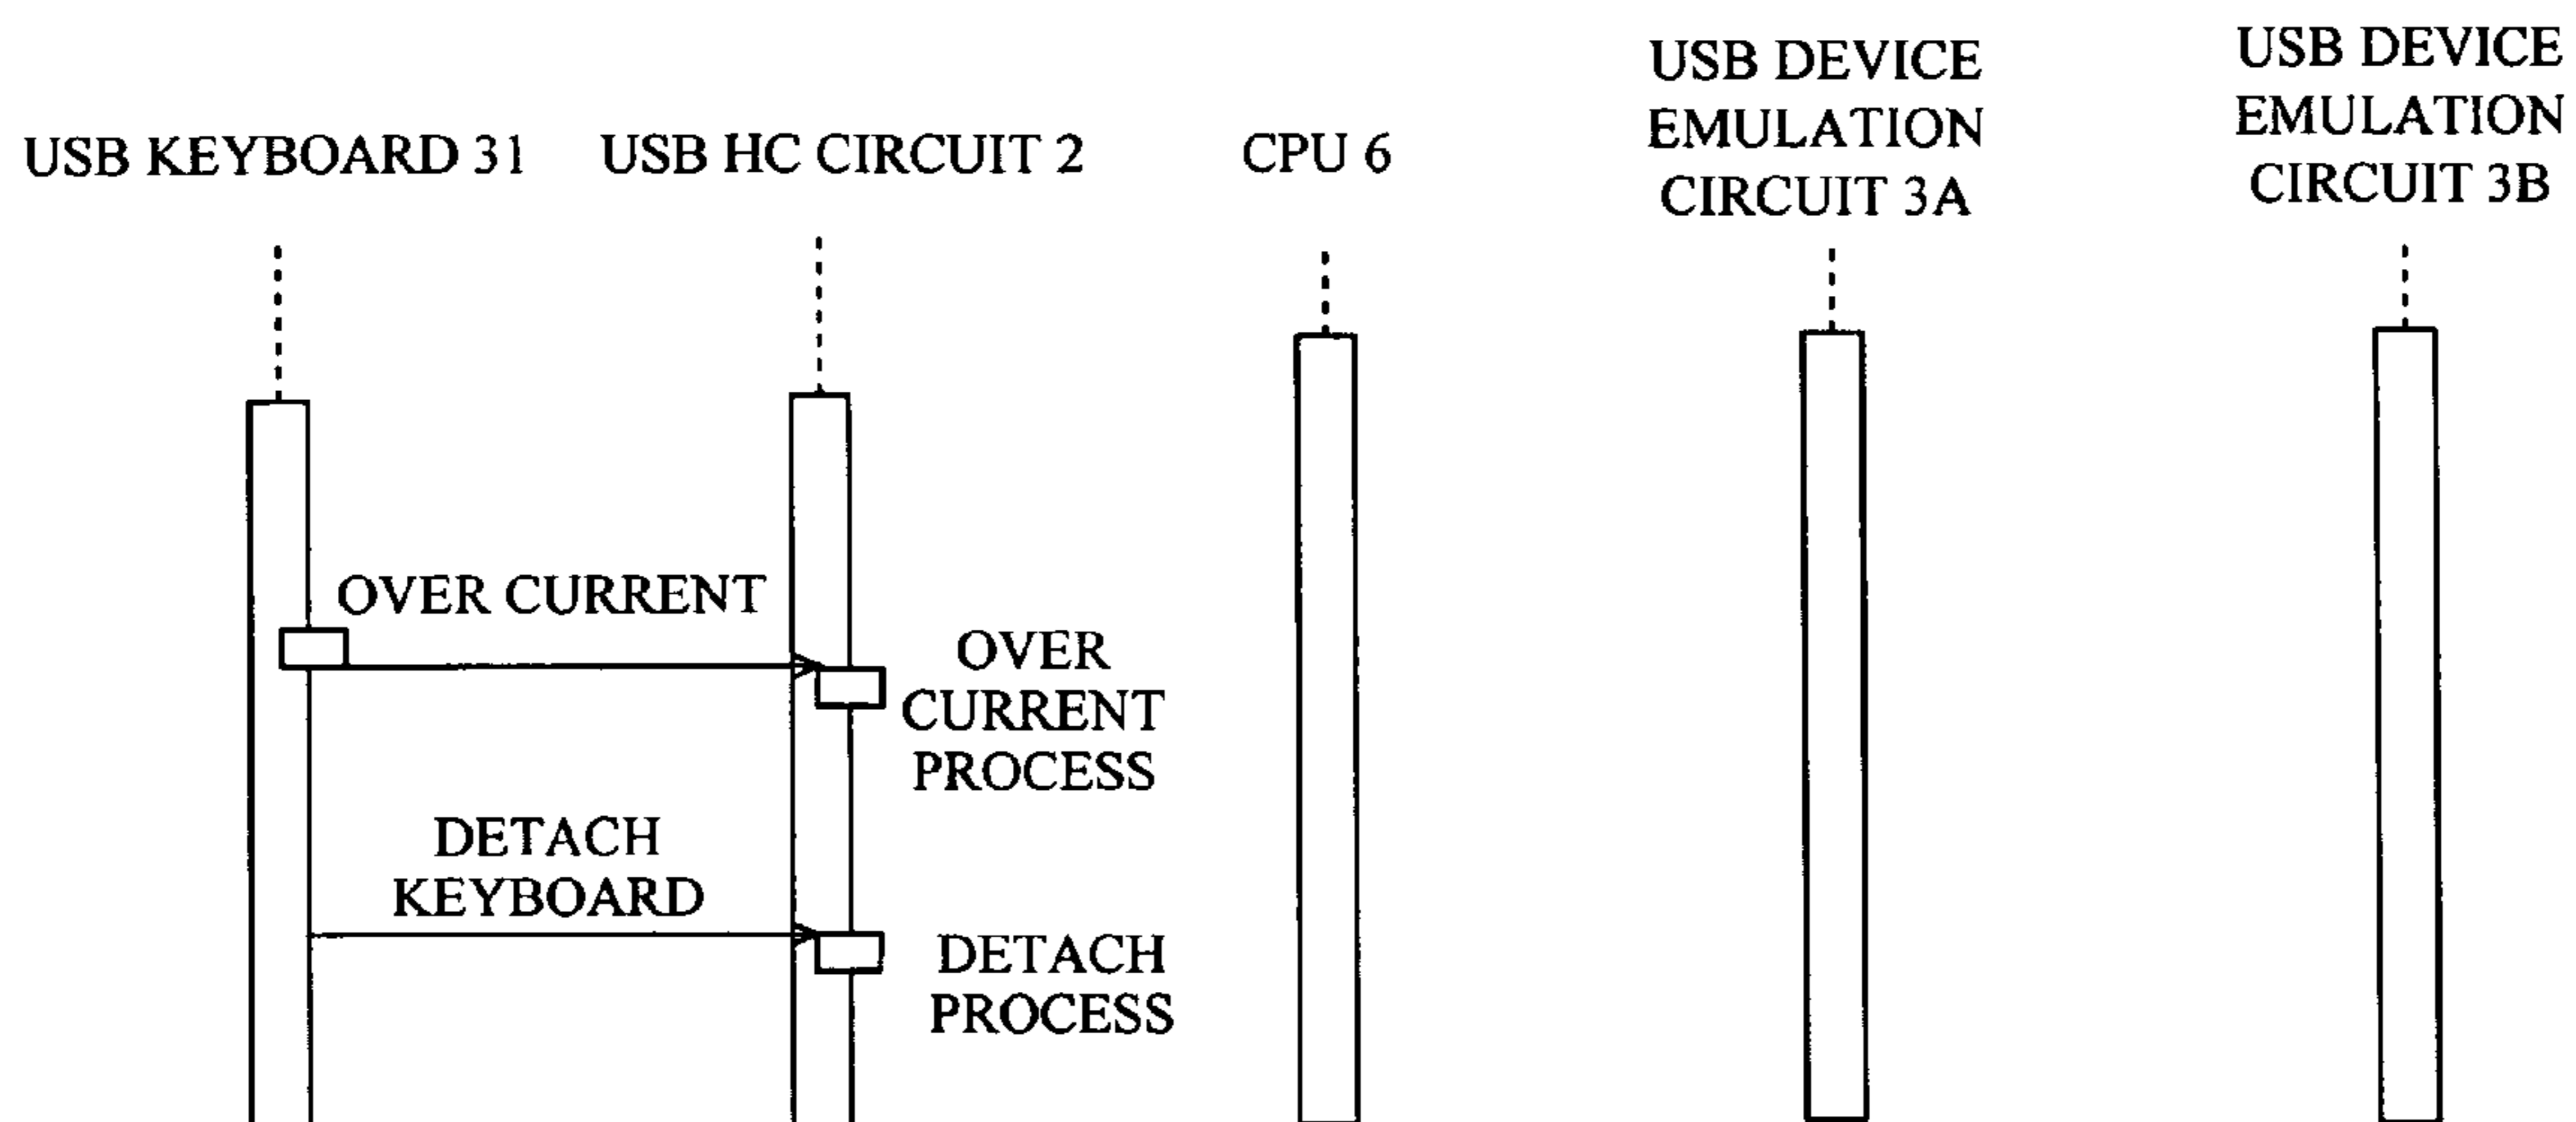 USB KEYBOARD 31
USB HC CIRCUIT 2
CPU 6
USB DEVICE
EMULATION
CIRCUIT 3A
USB DEVICE
EMULATION
CIRCUIT 3B
OVER CURRENT
OVER
CURRENT
PROCESS
DETACH
KEYBOARD
DETACH
PROCESS